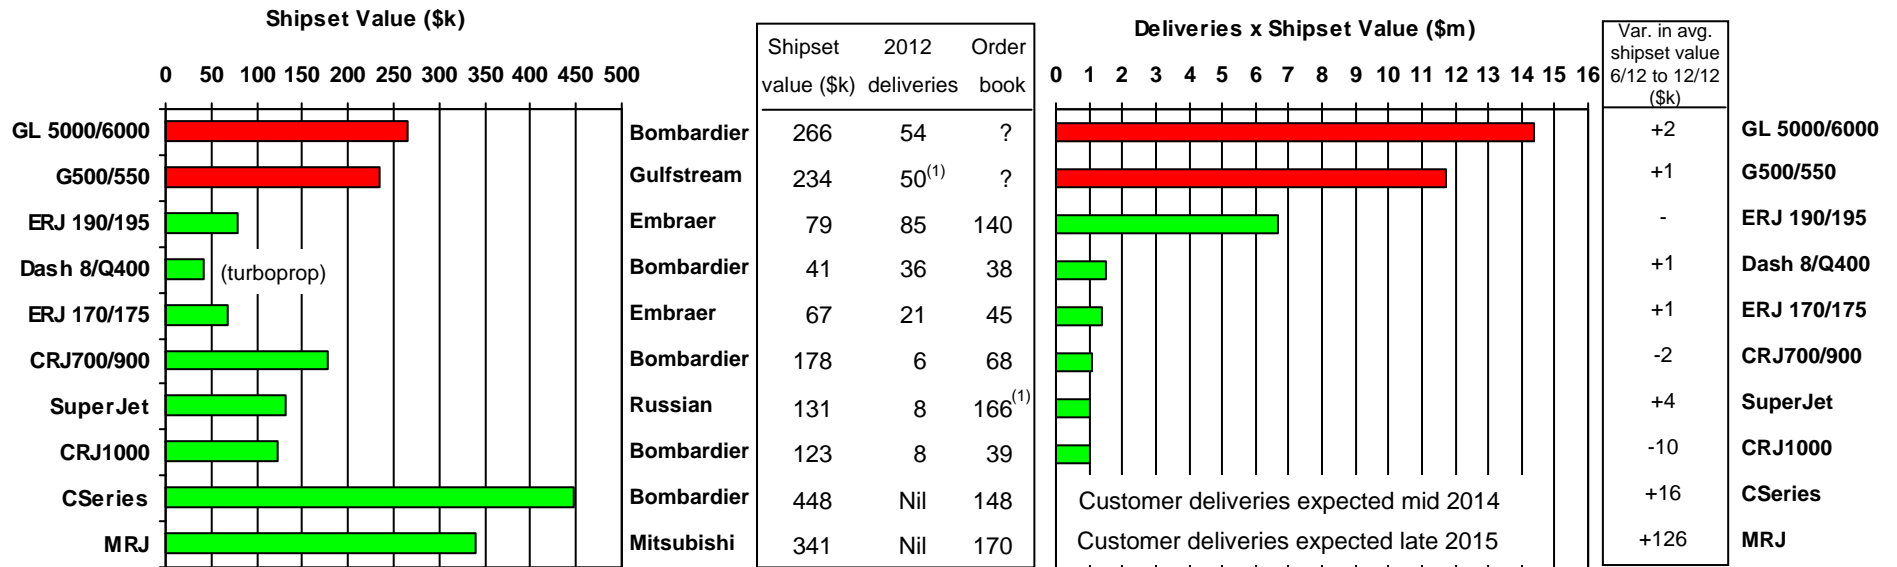 Shipset Value ($k)
0 50 100 150 200 250 300 350 400 450 500
Shipset 2012 Order
value ($k) deliveries book
Deliveries x Shipset Value ($m)
0 1 2 3 4 5 6 7 8 9 10 11 12 13 14 15 16
Var. in avg.
shipset value
6/12 to 12/12
($k)
GL 5000/6000 Bombardier 266 54 ? +2 GL 5000/6000
G500/550 Gulfstream 234 50(1) ? +1 G500/550
ERJ 190/195 Embraer 79 85 140 - ERJ 190/195
Dash 8/Q400 (turboprop) Bombardier 41 36 38 +1 Dash 8/Q400
ERJ 170/175 Embraer 67 21 45 +1 ERJ 170/175
CRJ700/900 Bombardier 178 6 68 -2 CRJ700/900
SuperJet Russian 131 8 166(1) +4 SuperJet
CRJ1000 Bombardier 123 8 39 -10 CRJ1000
CSeries Bombardier 448 Nil 148 Customer deliveries expected mid 2014 +16 CSeries
MRJ Mitsubishi 341 Nil 170 Customer deliveries expected late 2015 +126 MRJ